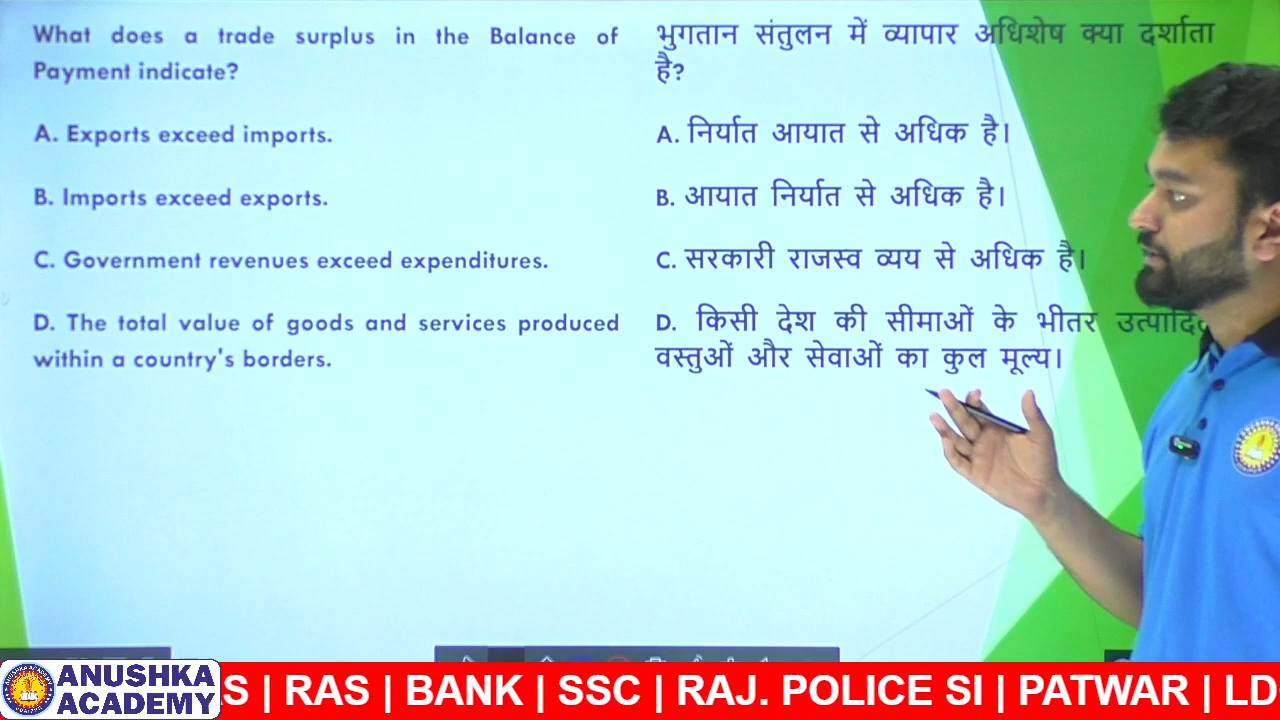 What does a trade surplus in the Balance of
Payment indicate?
A. Exports exceed imports.
B. Imports exceed exports.
C. Government revenues exceed expenditures.
D. The total value of goods and services produced
within a country's borders.
भुगतान संतुलन में व्यापार अधिशेष क्या दर्शाता
है?
A. निर्यात आयात से अधिक है।
B. आयात निर्यात से अधिक है।
C. सरकारी राजस्व व्यय से अधिक है।
D. किसी देश की सीमाओं के भीतर
वस्तुओं और सेवाओं का कुल मूल्य।
ANUSHKA
ACADEMY
S | RAS | BANK | SSC | RAJ. POLICE SI | PATWAR | LD